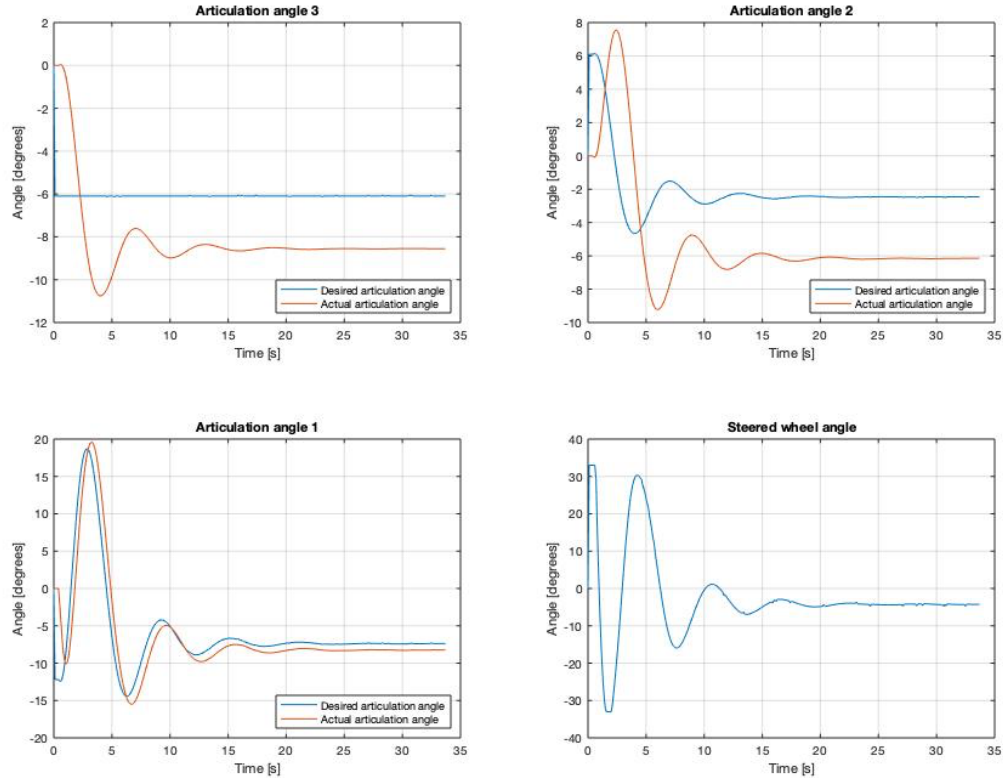 Articulation angle 3
2
0
-2
-4
-6
-8
-10
-12
Angle [degrees]
0 5 10 15 20 25 30 35
Time [s]
Desired articulation angle
Actual articulation angle
Articulation angle 2
8
6
4
2
0
-2
-4
-6
-8
-10
Angle [degrees]
0 5 10 15 20 25 30 35
Time [s]
Desired articulation angle
Actual articulation angle
Articulation angle 1
20
15
10
5
0
-5
-10
-15
-20
Angle [degrees]
0 5 10 15 20 25 30 35
Time [s]
Desired articulation angle
Actual articulation angle
Steered wheel angle
40
30
20
10
0
-10
-20
-30
-40
Angle [degrees]
0 5 10 15 20 25 30 35
Time [s]